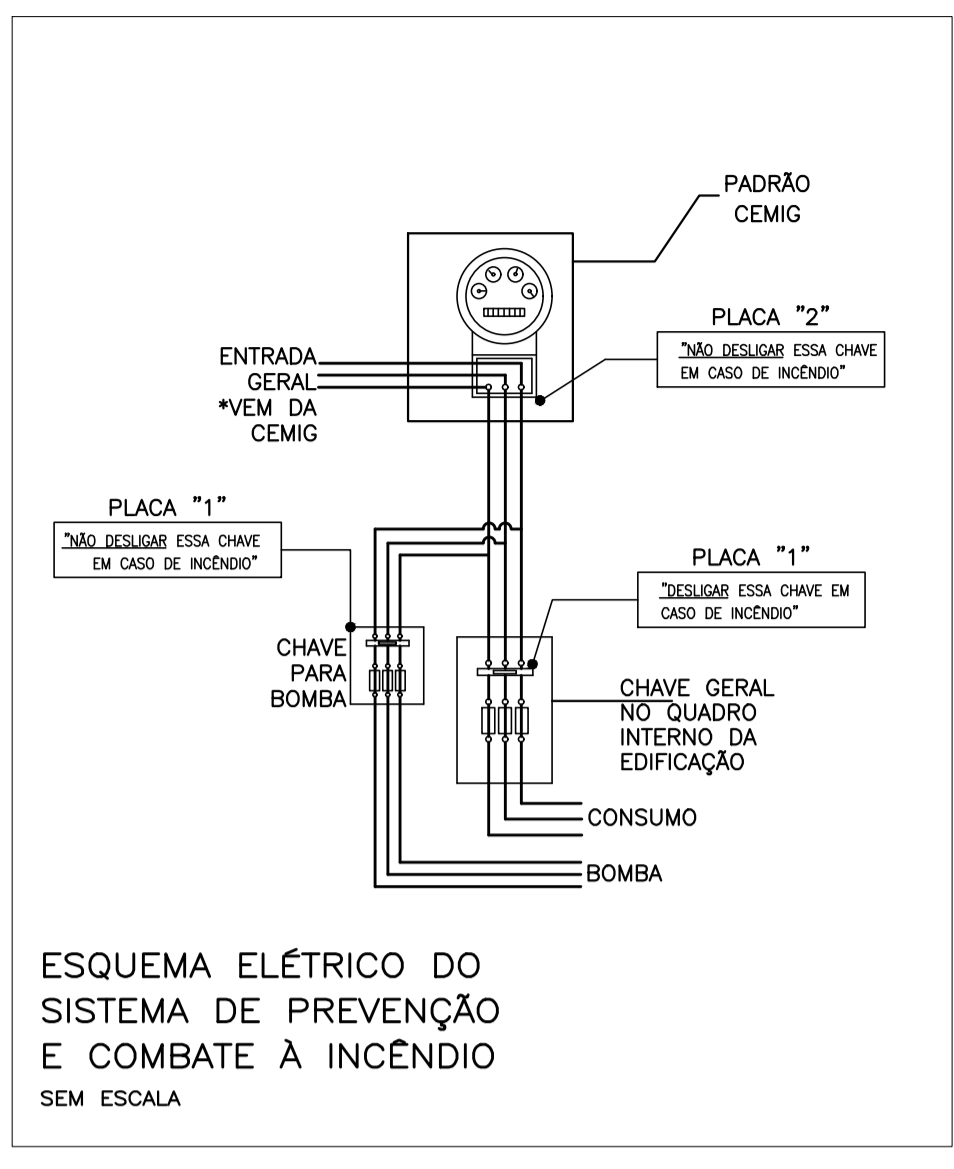 PADRÃO
CEMIG
PLACA "2"
"NÃO DESLIGAR ESSA CHAVE
EM CASO DE INCÊNDIO"
ENTRADA
GERAL
*VEM DA
CEMIG
PLACA "1"
"NÃO DESLIGAR ESSA CHAVE
EM CASO DE INCÊNDIO"
PLACA "1"
"DESLIGAR ESSA CHAVE EM
CASO DE INCÊNDIO"
CHAVE
PARA
BOMBA
CHAVE GERAL
NO QUADRO
INTERNO DA
EDIFICAÇÃO
CONSUMO
BOMBA
ESQUEMA ELÉTRICO DO
SISTEMA DE PREVENÇÃO
E COMBATE À INCÊNDIO
SEM ESCALA